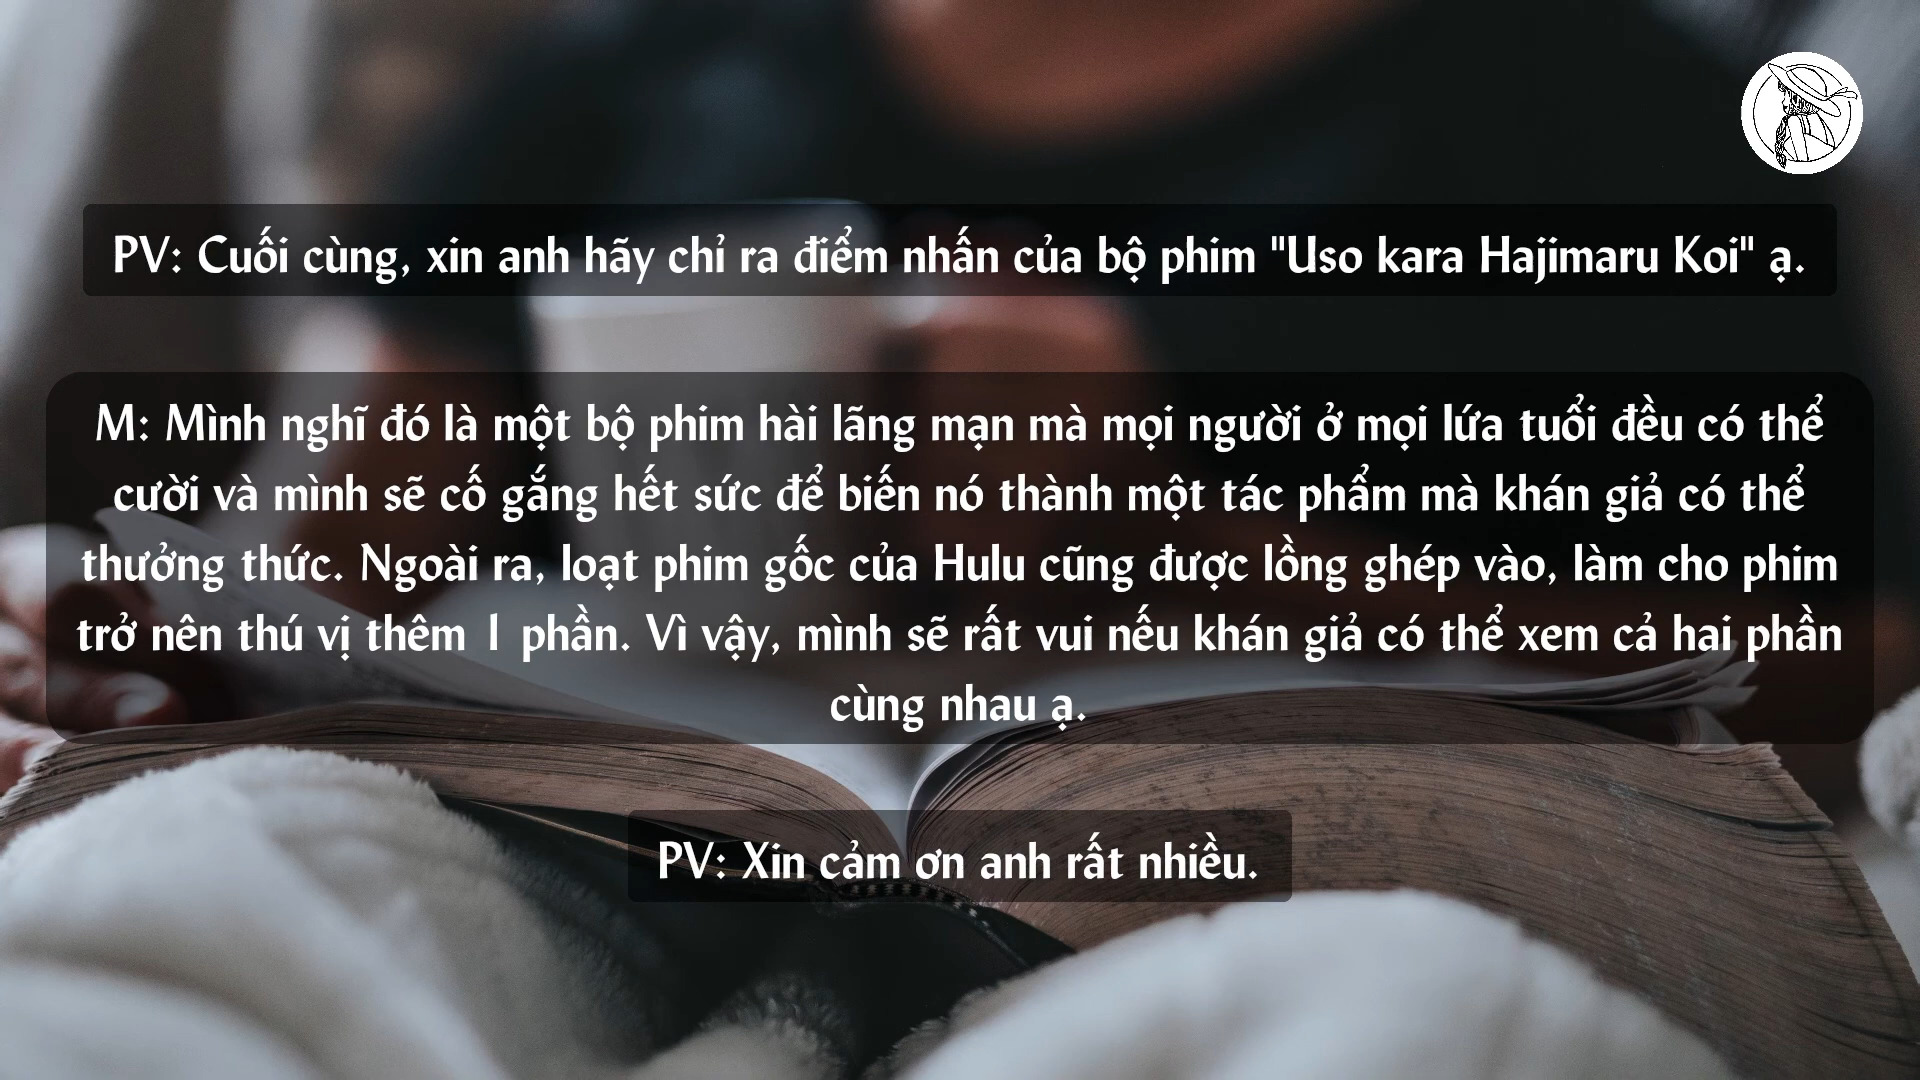 PV: Cuối cùng, xin anh hãy chỉ ra điểm nhấn của bộ phim "Uso kara Hajimaru Koi" ạ.
M: Mình nghĩ đó là một bộ phim hài lãng mạn mà mọi người ở mọi lứa tuổi đều có thể
cười và mình sẽ cố gắng hết sức để biến nó thành một tác phẩm mà khán giả có thể
thưởng thức. Ngoài ra, loạt phim gốc của Hulu cũng được lồng ghép vào, làm cho phim
trở nên thú vị thêm 1 phần. Vì vậy, mình sẽ rất vui nếu khán giả có thể xem cả hai phần
cùng nhau ạ.
PV: Xin cảm ơn anh rất nhiều.